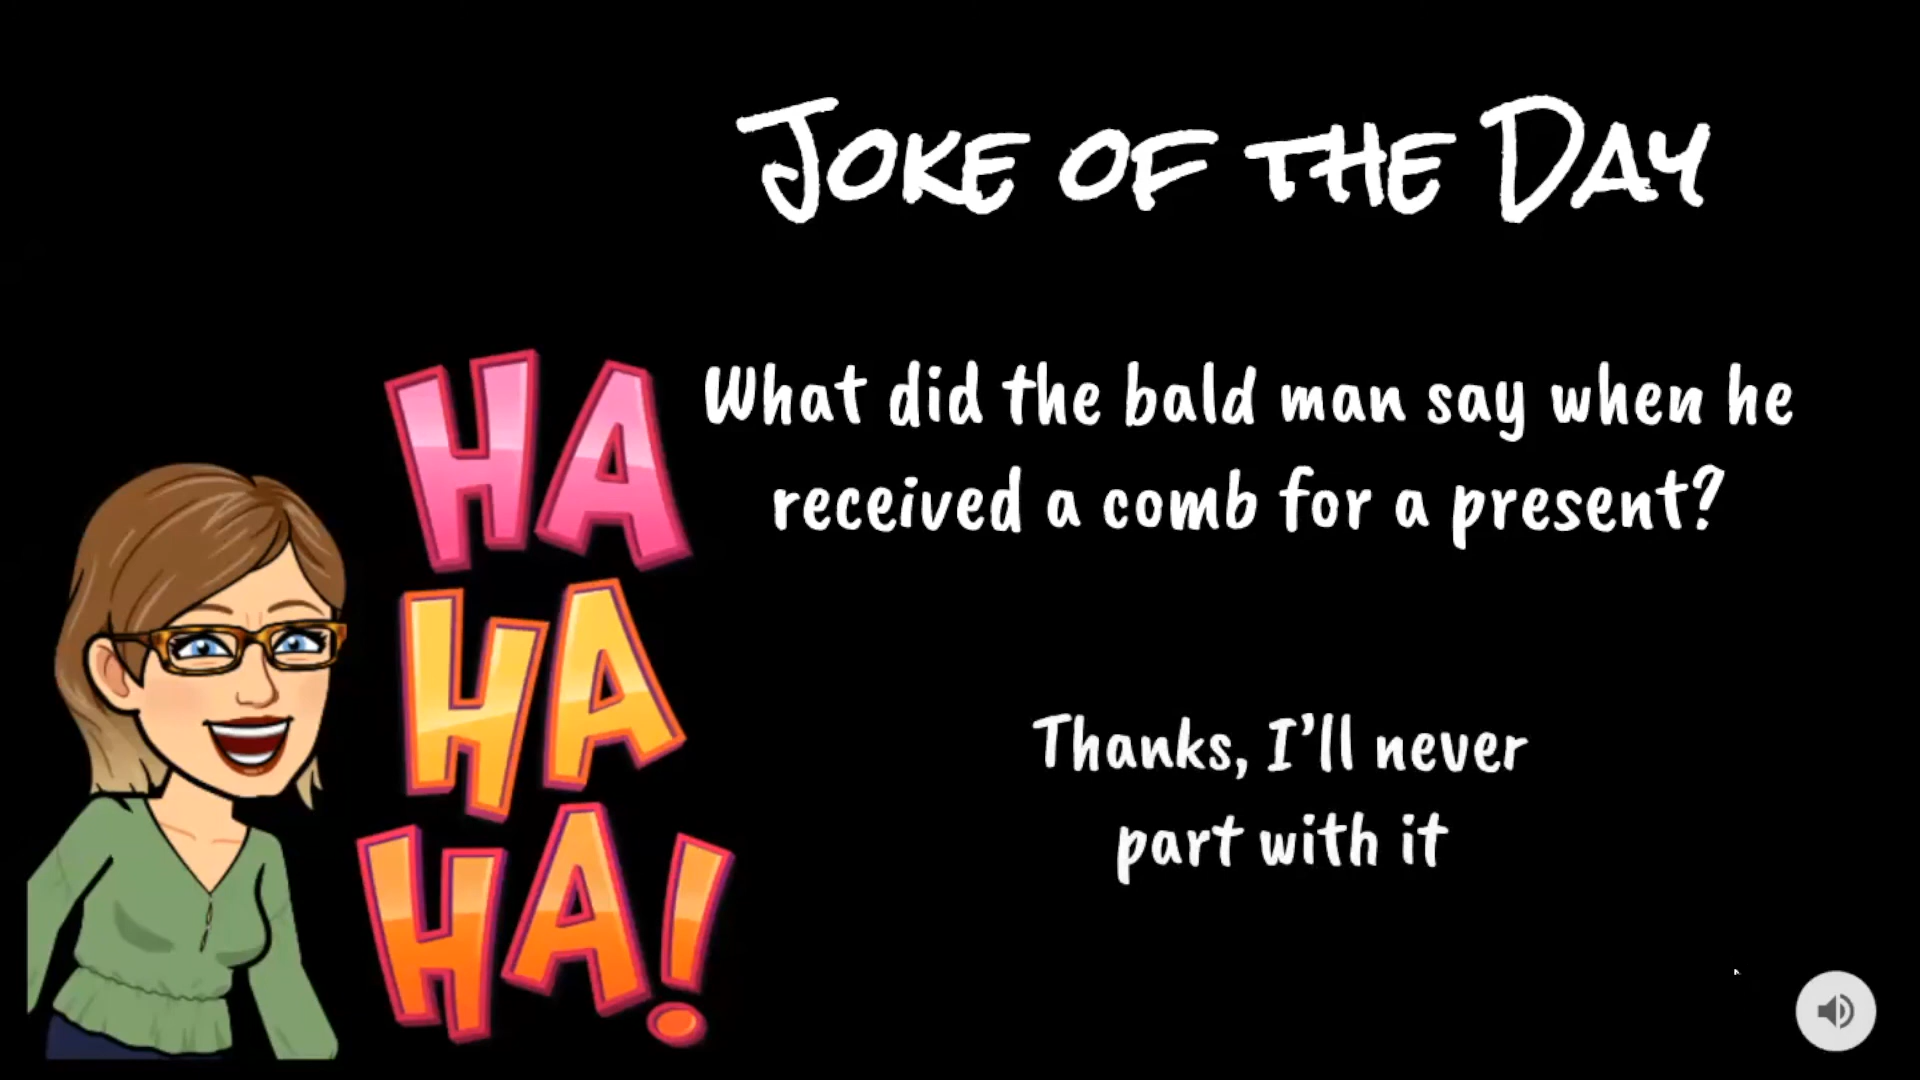 Joke of the Day
What did the bald man say when he
received a comb for a present?
HA
HA
HA!
Thanks, I'll never
part with it